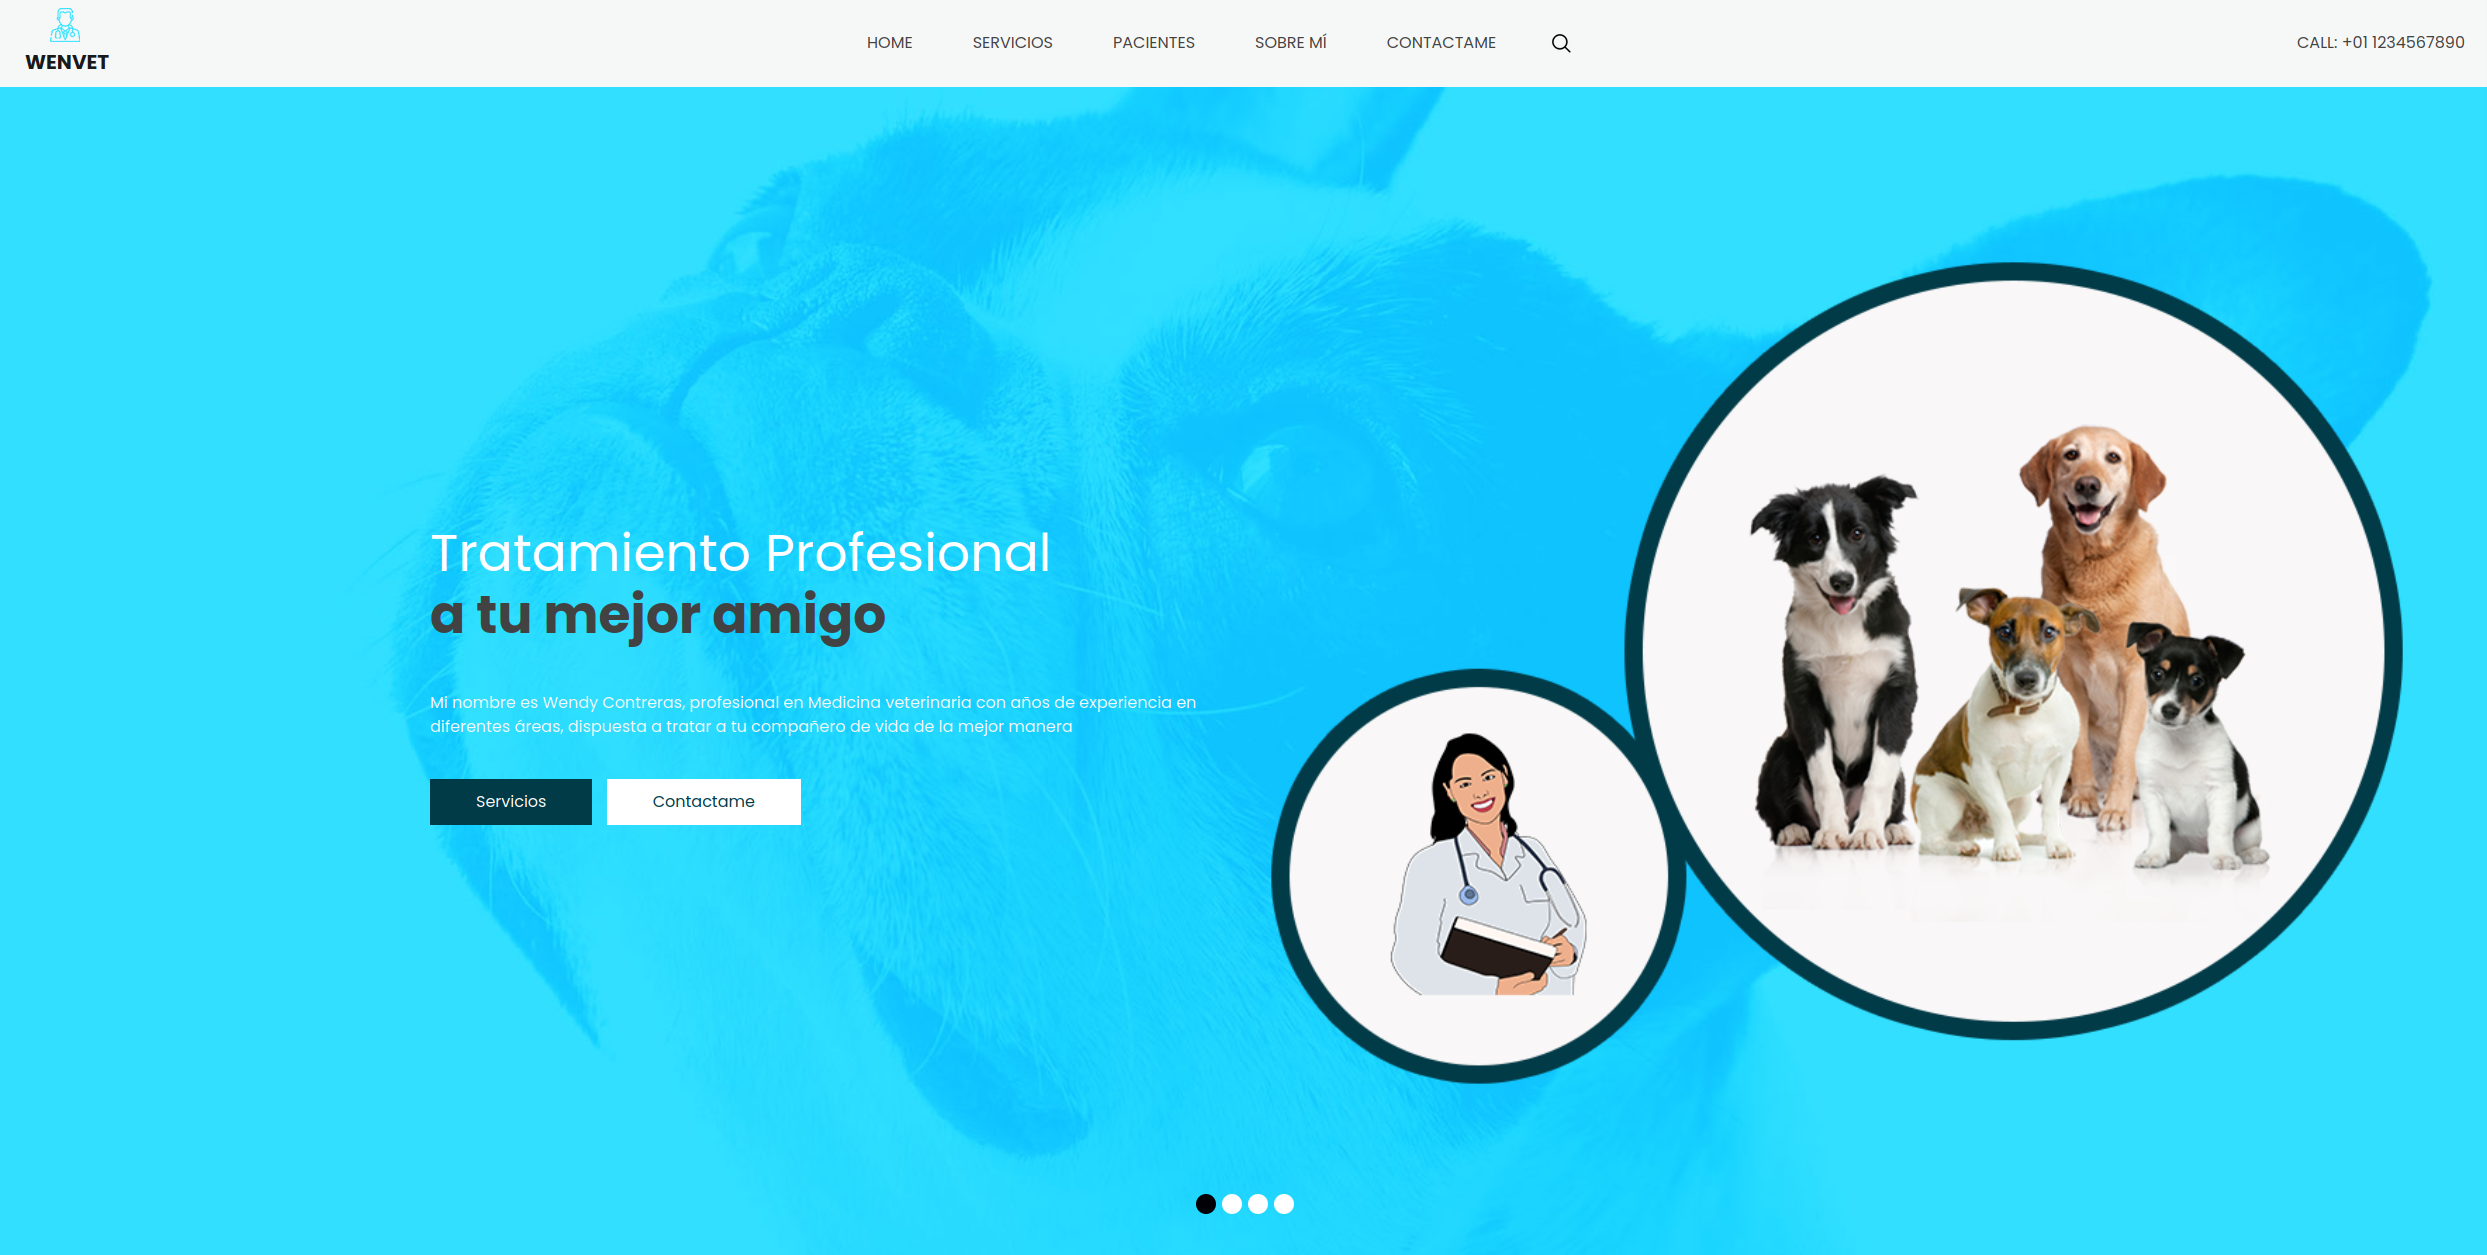 WENVET
HOME
SERVICIOS
PACIENTES
SOBRE MÍ
CONTACTAME
CALL: +01 1234567890
Tratamiento Profesional
a tu mejor amigo
Mi nombre es Wendy Contreras, profesional en Medicina veterinaria con años de experiencia en
diferentes áreas, dispuesta a tratar a tu compañero de vida de la mejor manera
Servicios
Contactame